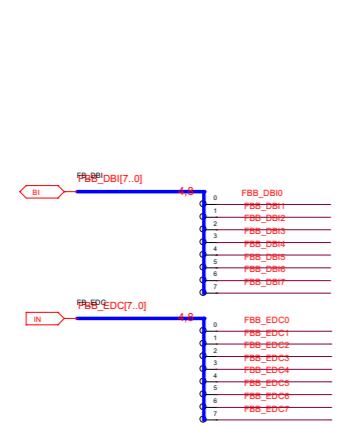 FB_DBI
FBB_DBI[7..0]
BI
4,8
0 FBB_DBI0
1 FBB_DBI1
2 FBB_DBI2
3 FBB_DBI3
4 FBB_DBI4
5 FBB_DBI5
6 FBB_DBI6
7 FBB_DBI7
FB_EDC
FBB_EDC[7..0]
IN
4,8
0 FBB_EDC0
1 FBB_EDC1
2 FBB_EDC2
3 FBB_EDC3
4 FBB_EDC4
5 FBB_EDC5
6 FBB_EDC6
7 FBB_EDC7